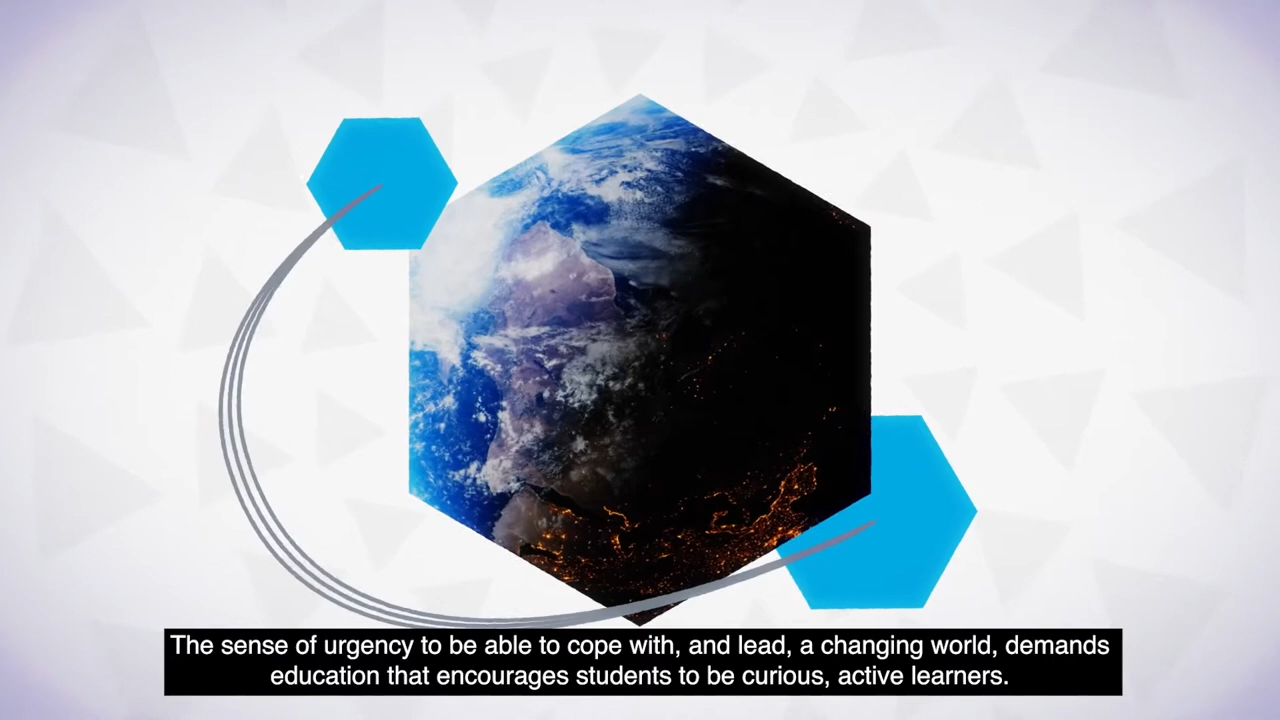 The sense of urgency to be able to cope with, and lead, a changing world, demands
education that encourages students to be curious, active learners.